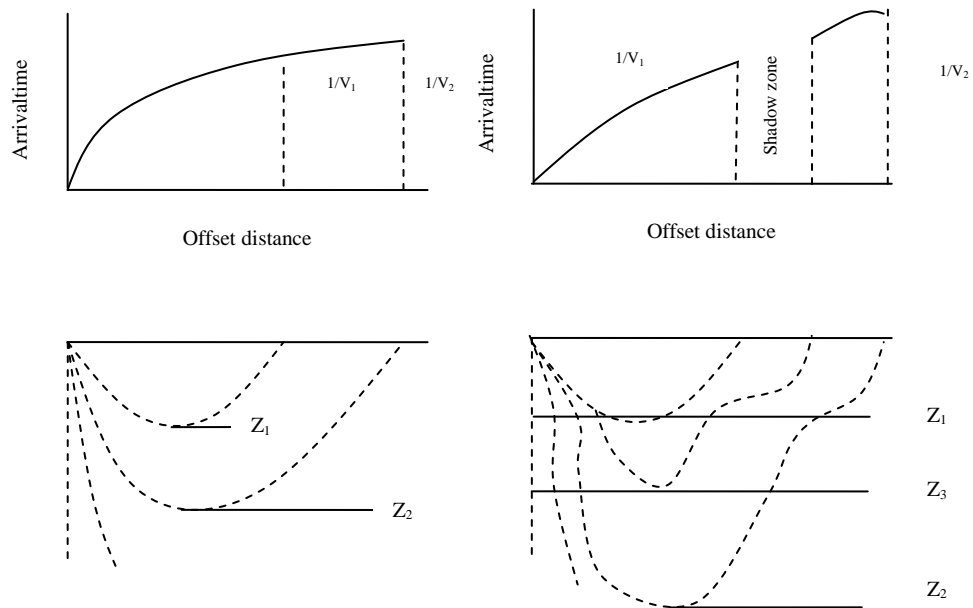 Arrivaltime
1/V₁
1/V₂
Offset distance
Arrivaltime
1/V₁
Shadow zone
1/V₂
Offset distance
Z₁
Z₂
Z₁
Z₃
Z₂